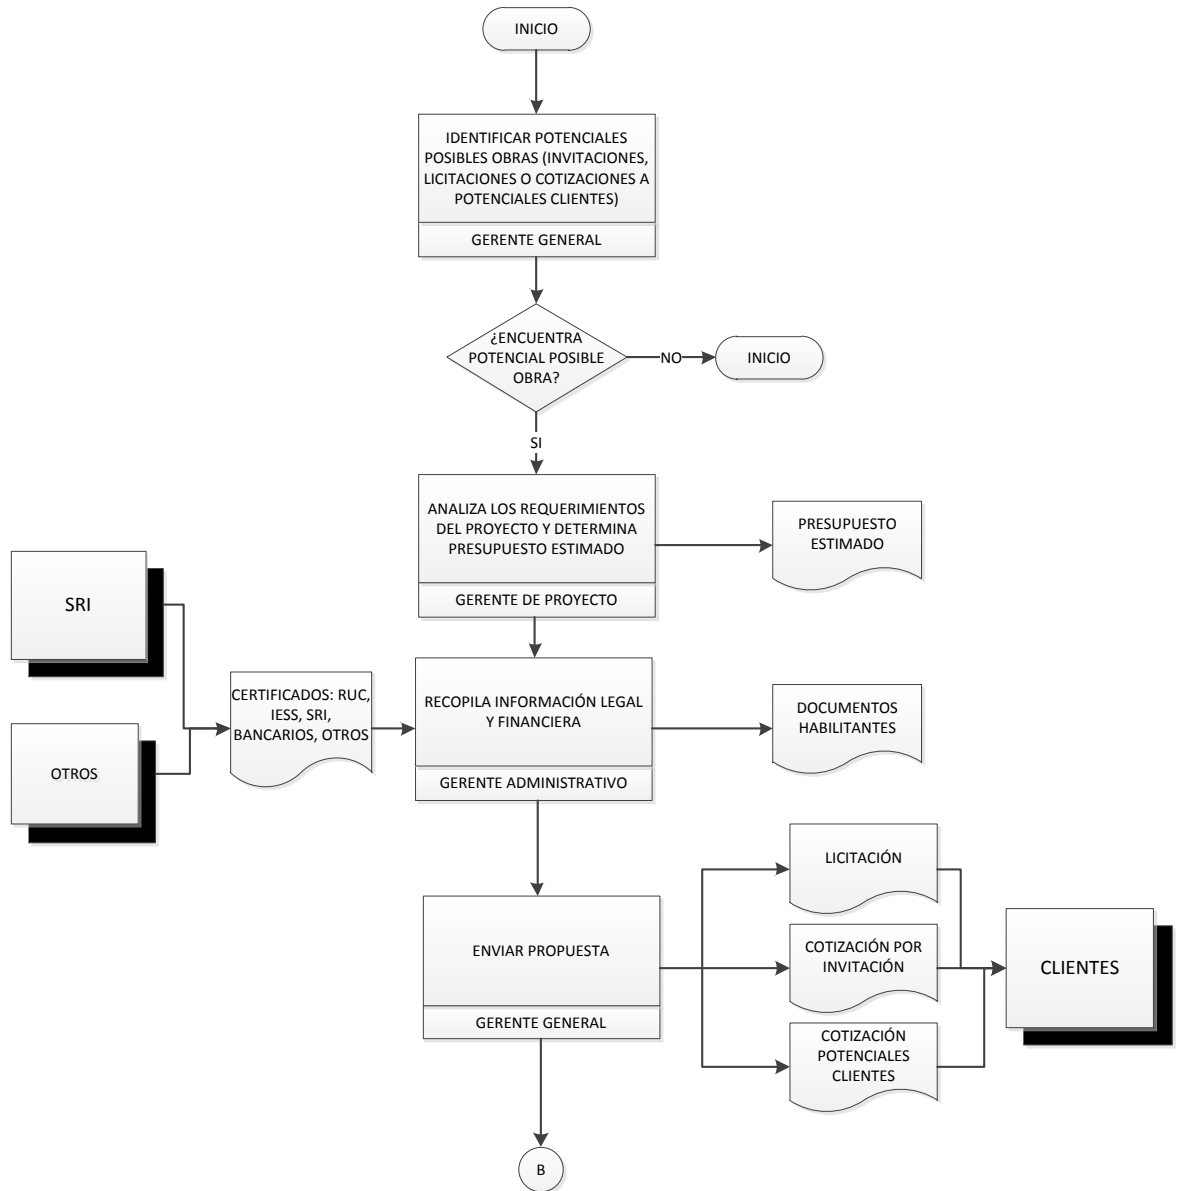 INICIO
IDENTIFICAR POTENCIALES
POSIBLES OBRAS (INVITACIONES,
LICITACIONES O COTIZACIONES A
POTENCIALES CLIENTES)
GERENTE GENERAL
¿ENCUENTRA
POTENCIAL POSIBLE
OBRA?
NO
INICIO
SI
ANALIZA LOS REQUERIMIENTOS
DEL PROYECTO Y DETERMINA
PRESUPUESTO ESTIMADO
GERENTE DE PROYECTO
PRESUPUESTO
ESTIMADO
SRI
OTROS
CERTIFICADOS: RUC,
IESS, SRI,
BANCARIOS, OTROS
RECOPILA INFORMACIÓN LEGAL
Y FINANCIERA
GERENTE ADMINISTRATIVO
DOCUMENTOS
HABILITANTES
ENVIAR PROPUESTA
GERENTE GENERAL
LICITACIÓN
COTIZACIÓN POR
INVITACIÓN
COTIZACIÓN
POTENCIALES
CLIENTES
CLIENTES
B